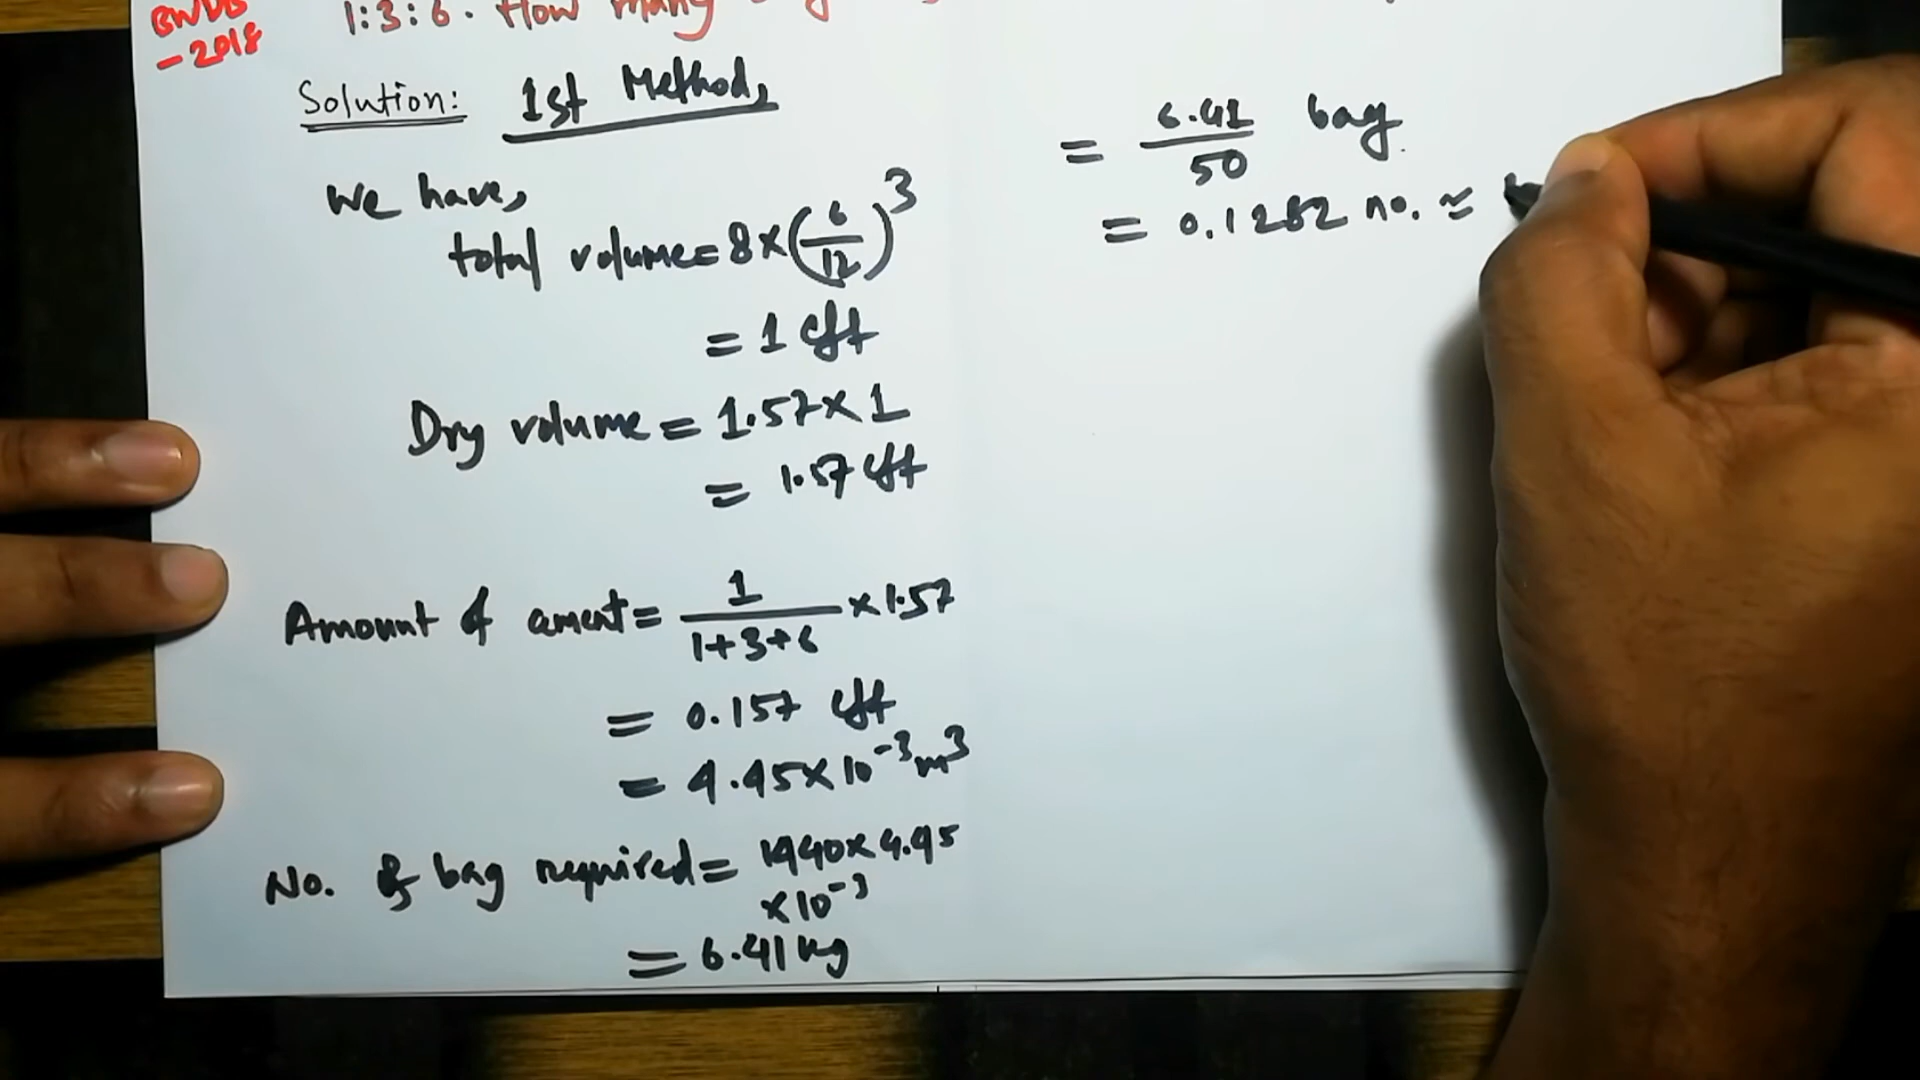 BWDB
-2018
1:3:6. How many
Solution: 1st Method,
We have,
total volume = 8 × (6/12)³
= 1 cft
Dry volume = 1.57 × 1
= 1.57 cft
Amount of cement = 1/(1+3+6) × 1.57
= 0.157 cft
= 4.45 × 10⁻³ m³
No. of bag required = 1440 × 4.45
× 10⁻³
= 6.41 kg
= 6.41/50 bag
= 0.1282 no. ≈